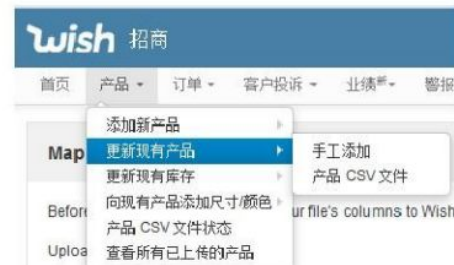 wish 招商
首页 产品 订单 客户投诉 业绩新 警报
添加新产品
Map 更新现有产品 手工添加
更新现有库存 产品 CSV 文件
向现有产品添加尺寸/颜色
Before ur file's columns to Wish
产品 CSV 文件状态
Uploa 查看所有已上传的产品